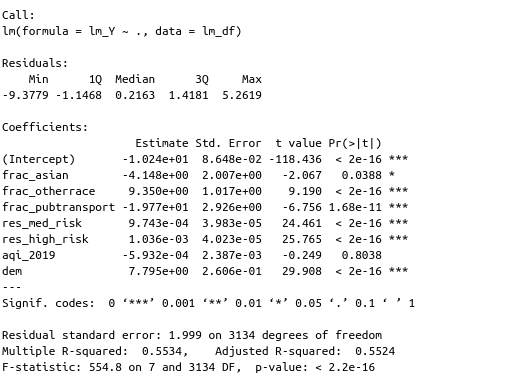 Call:
lm(formula = lm_Y ~ ., data = lm_df)
Residuals:
    Min      1Q  Median      3Q     Max
-9.3779 -1.1468  0.2163  1.4181  5.2619
Coefficients:
                   Estimate Std. Error  t value Pr(>|t|)
(Intercept)      -1.024e+01  8.648e-02 -118.436  < 2e-16 ***
frac_asian       -4.148e+00  2.007e+00   -2.067   0.0388 *
frac_otherrace    9.350e+00  1.017e+00    9.190  < 2e-16 ***
frac_pubtransport -1.977e+01  2.926e+00   -6.756 1.68e-11 ***
res_med_risk      9.743e-04  3.983e-05   24.461  < 2e-16 ***
res_high_risk     1.036e-03  4.023e-05   25.765  < 2e-16 ***
aqi_2019         -5.932e-04  2.387e-03   -0.249   0.8038
dem               7.795e+00  2.606e-01   29.908  < 2e-16 ***
---
Signif. codes:  0 ‘***’ 0.001 ‘**’ 0.01 ‘*’ 0.05 ‘.’ 0.1 ‘ ’ 1
Residual standard error: 1.999 on 3134 degrees of freedom
Multiple R-squared:  0.5534,    Adjusted R-squared:  0.5524
F-statistic: 554.8 on 7 and 3134 DF,  p-value: < 2.2e-16